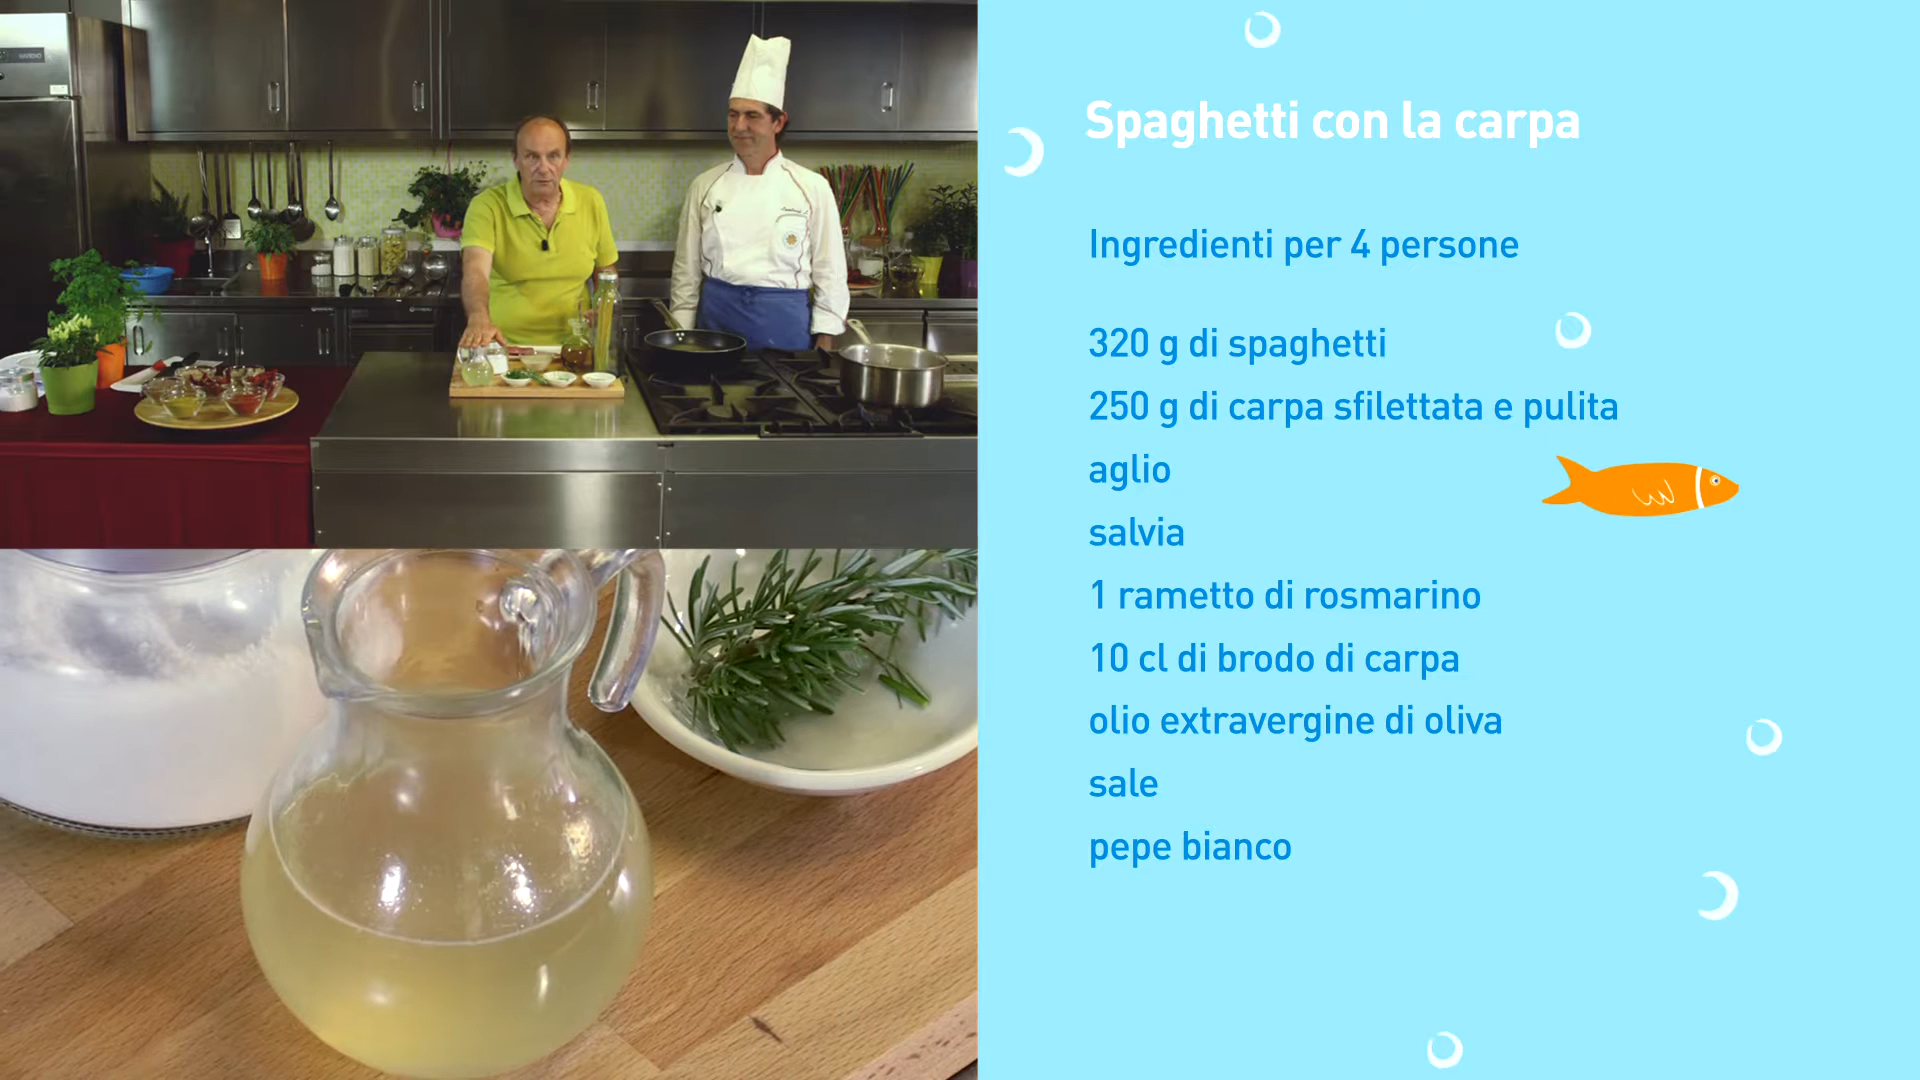 Spaghetti con la carpa
Ingredienti per 4 persone
320 g di spaghetti
250 g di carpa sfilettata e pulita
aglio
salvia
1 rametto di rosmarino
10 cl di brodo di carpa
olio extravergine di oliva
sale
pepe bianco